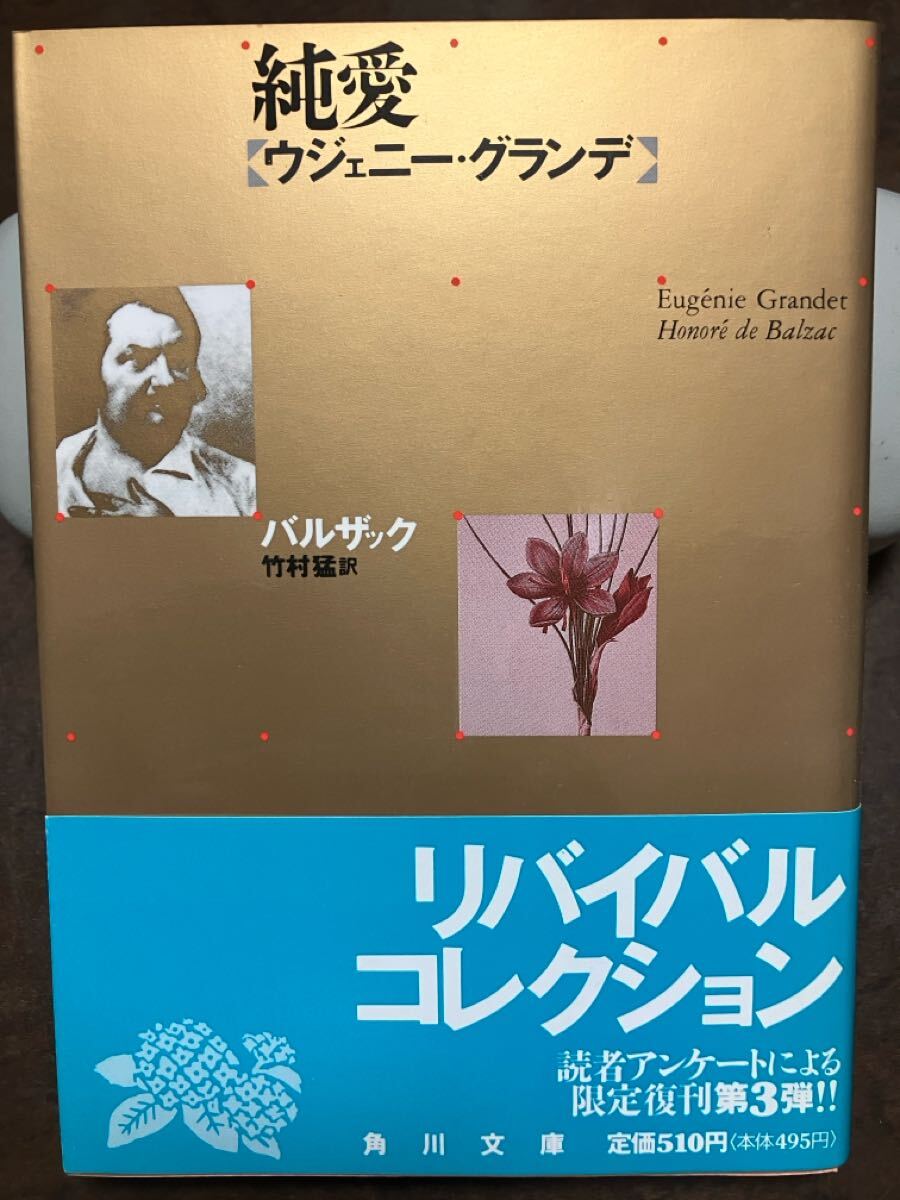 純愛
【ウジェニー・グランデ】
Eugénie Grandet
Honoré de Balzac
バルザック
竹村猛訳
リバイバル
コレクション
読者アンケートによる
限定復刊第3弾!!
角川文庫 定価510円〈本体495円〉